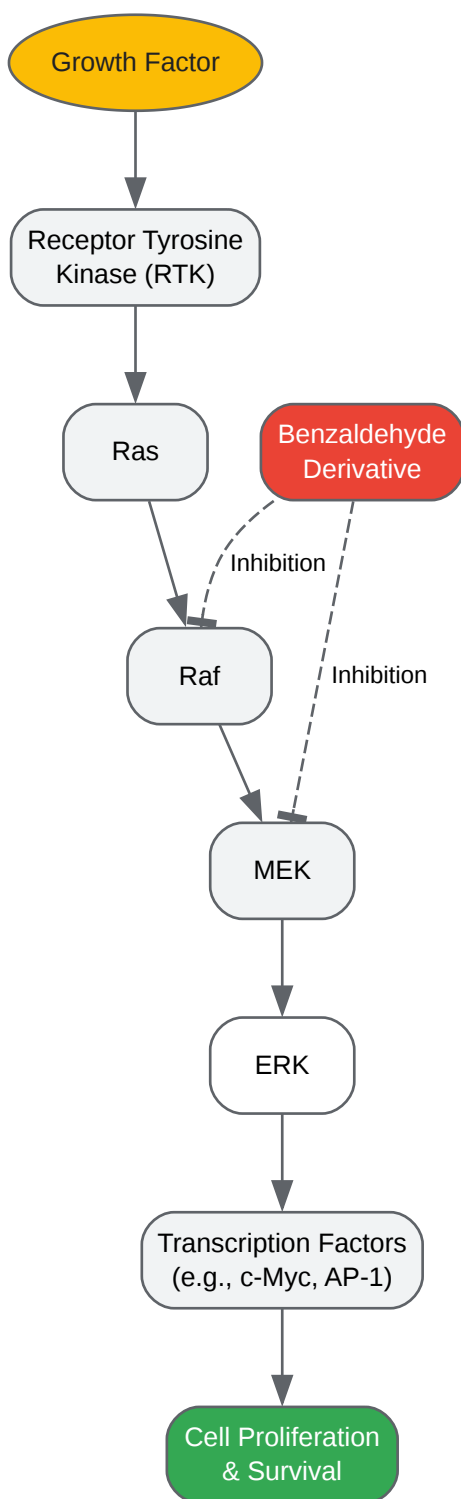 Growth Factor
Receptor Tyrosine
Kinase (RTK)
Ras
Benzaldehyde
Derivative
Inhibition
Raf
Inhibition
MEK
ERK
Transcription Factors
(e.g., c-Myc, AP-1)
Cell Proliferation
& Survival